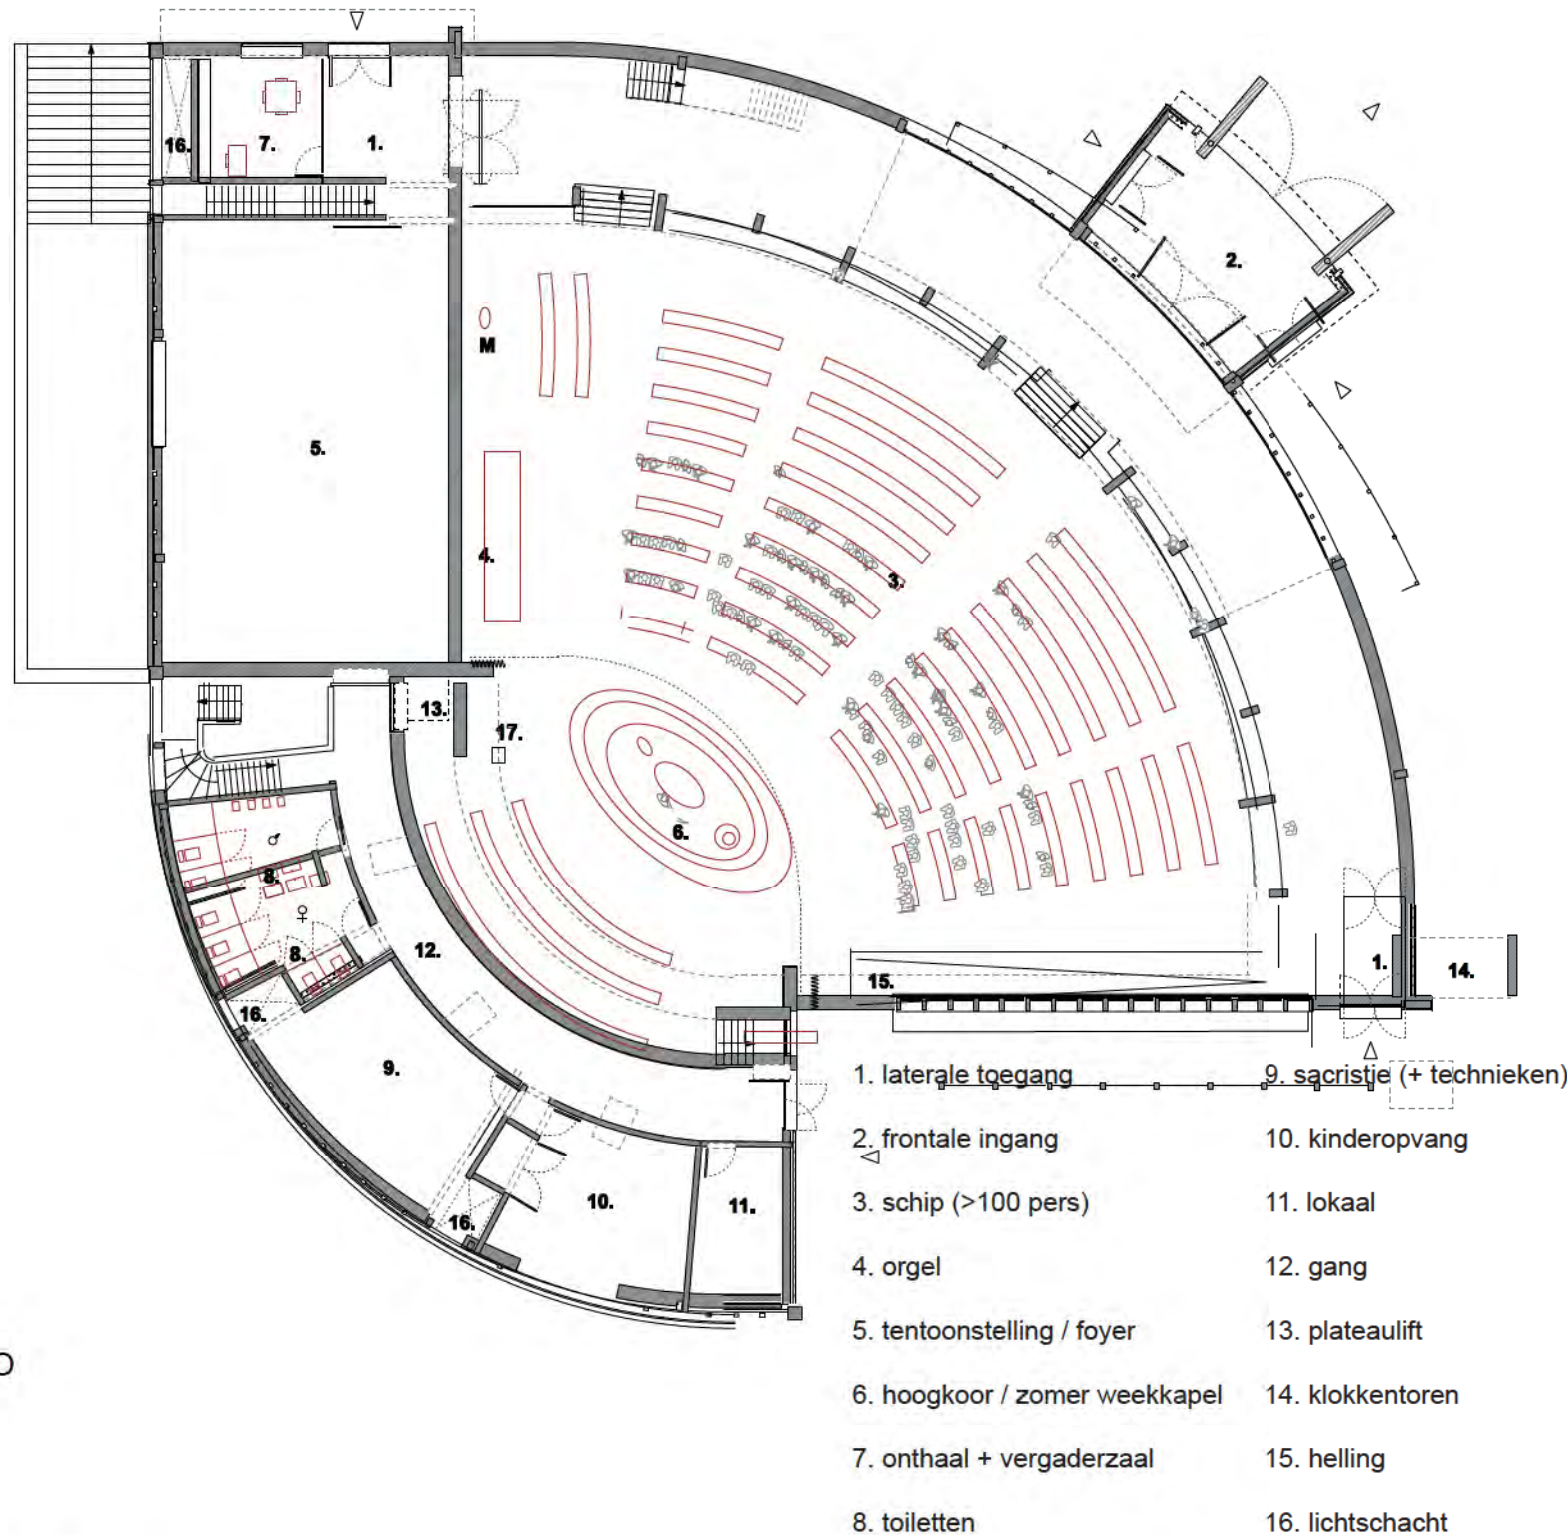 16.
7.
1.
2.
M
5.
4.
3.
13.
17.
6.
♂
8.
♀
8.
12.
15.
1.
14.
16.
9.
10.
11.
16.
1. laterale toegang
2. frontale ingang
3. schip (>100 pers)
4. orgel
5. tentoonstelling / foyer
6. hoogkoor / zomer weekkapel
7. onthaal + vergaderzaal
8. toiletten
9. sacristie (+ technieken)
10. kinderopvang
11. lokaal
12. gang
13. plateaulift
14. klokkentoren
15. helling
16. lichtschacht